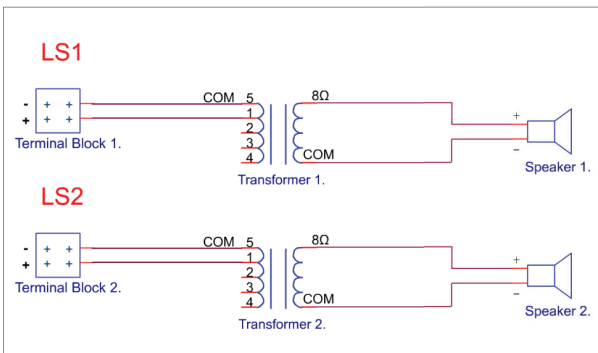 LS1
COM 5 8Ω
- 1 +
+ 2
Terminal Block 1. 3 −
4 COM Speaker 1.
Transformer 1.
LS2
COM 5 8Ω
- 1 +
+ 2
Terminal Block 2. 3 −
4 COM Speaker 2.
Transformer 2.